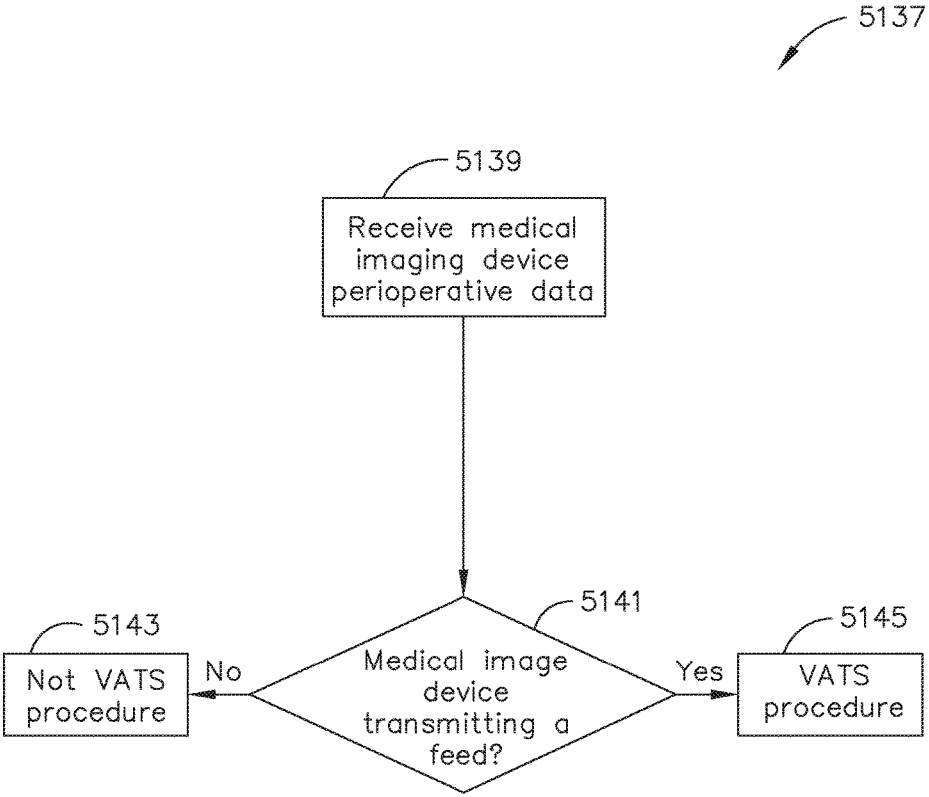 5137
5139
Receive medical
imaging device
perioperative data
5141
5143
5145
Not VATS
procedure
No
Medical image
device
transmitting a
feed?
Yes
VATS
procedure